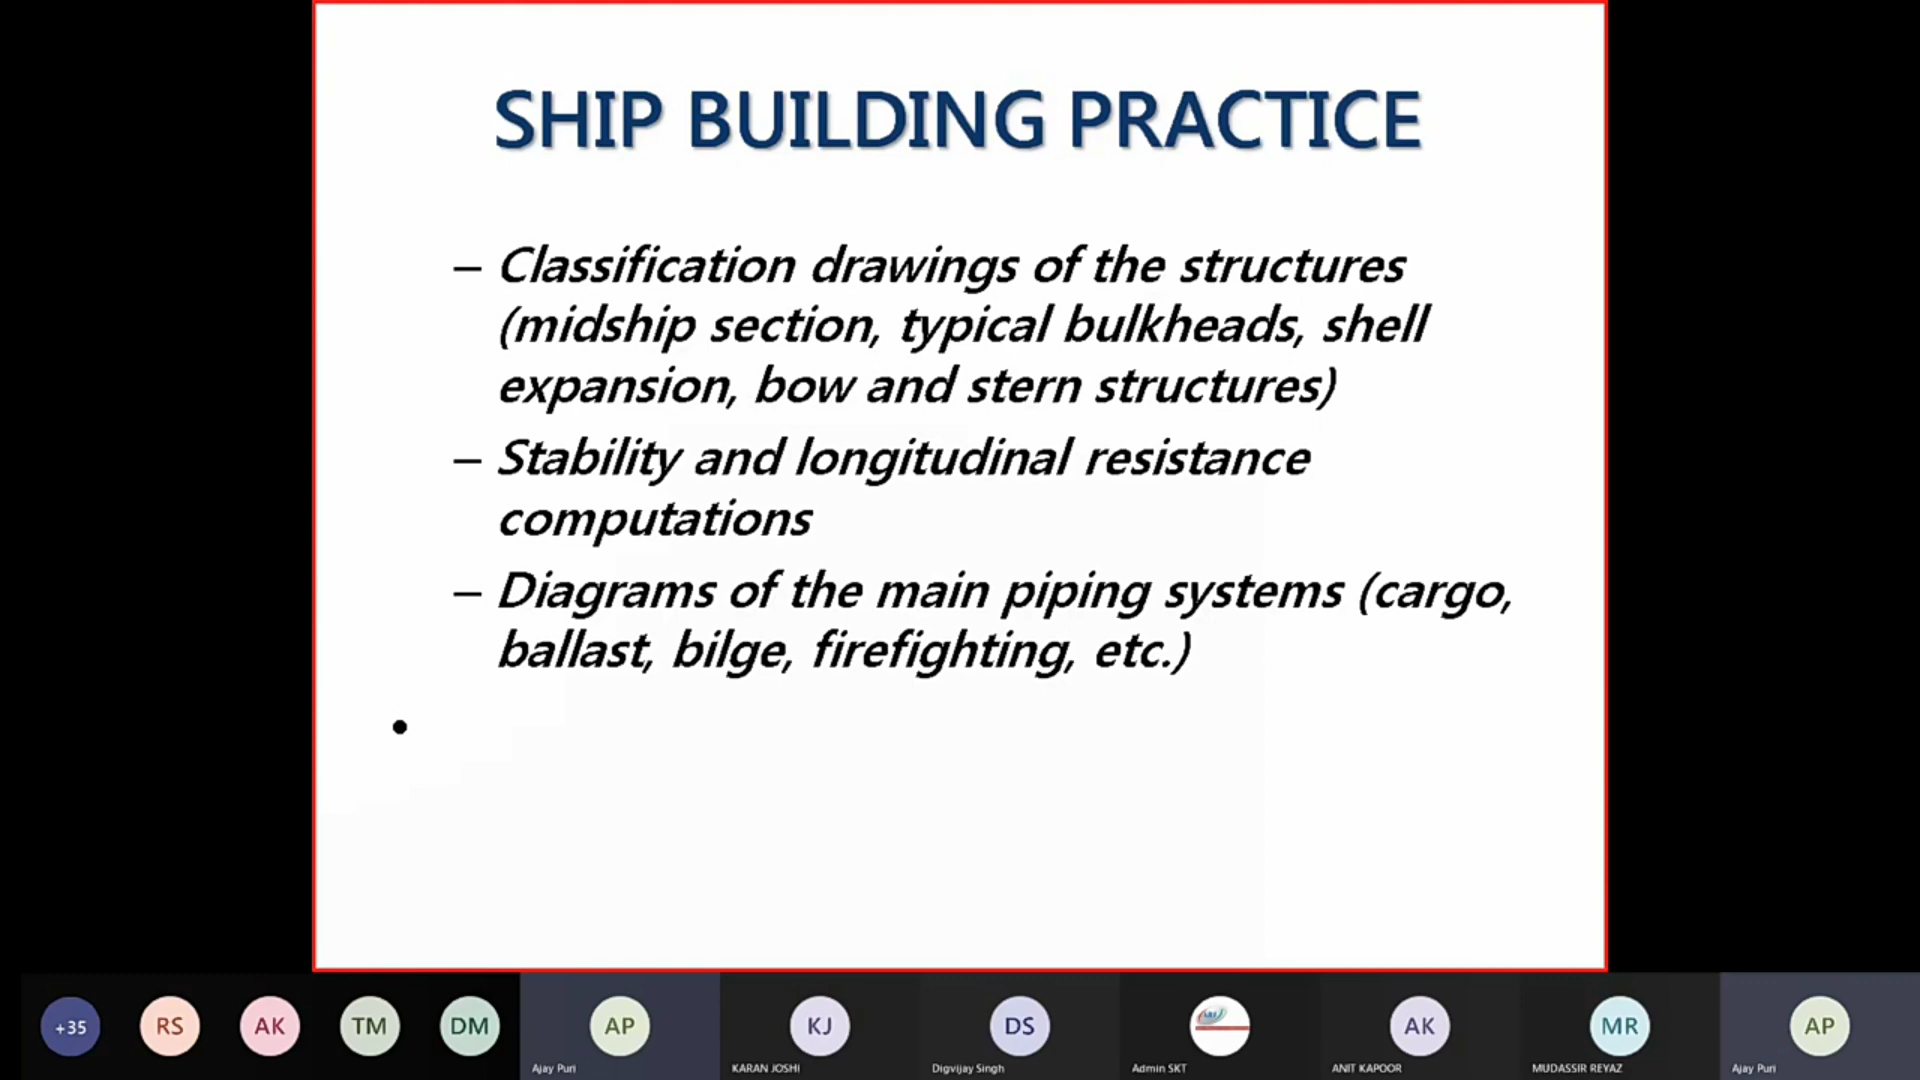 SHIP BUILDING PRACTICE
– Classification drawings of the structures
(midship section, typical bulkheads, shell
expansion, bow and stern structures)
– Stability and longitudinal resistance
computations
– Diagrams of the main piping systems (cargo,
ballast, bilge, firefighting, etc.)
•
+35
RS
AK
TM
DM
AP
KJ
DS
AK
MR
AP
Ajay Puri
KARAN JOSHI
Digvijay Singh
Admin SKT
ANIT KAPOOR
MUDASSIR REYAZ
Ajay Puri